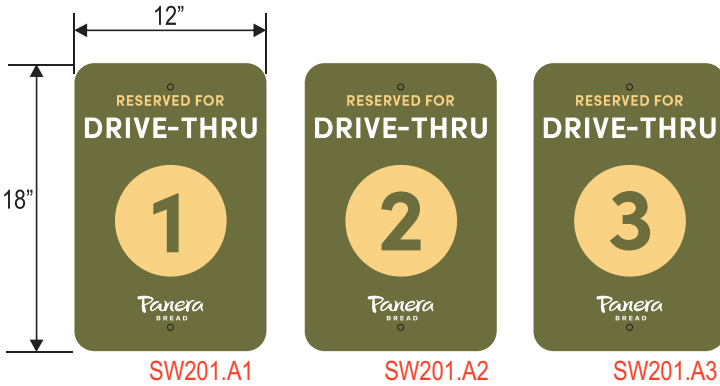 12”
18”
RESERVED FOR
DRIVE-THRU
1
Panera
BREAD
SW201.A1
RESERVED FOR
DRIVE-THRU
2
Panera
BREAD
SW201.A2
RESERVED FOR
DRIVE-THRU
3
Panera
BREAD
SW201.A3